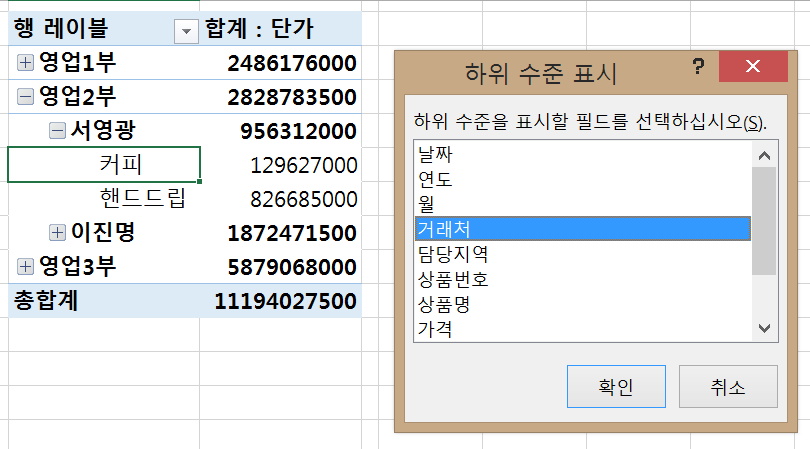 행 레이블 합계 : 단가
영업1부 2486176000
영업2부 2828783500
서영광 956312000
커피 129627000
핸드드립 826685000
이진명 1872471500
영업3부 5879068000
총합계 11194027500
하위 수준 표시 ?
하위 수준을 표시할 필드를 선택하십시오(S).
날짜
연도
월
거래처
담당지역
상품번호
상품명
가격
확인 취소